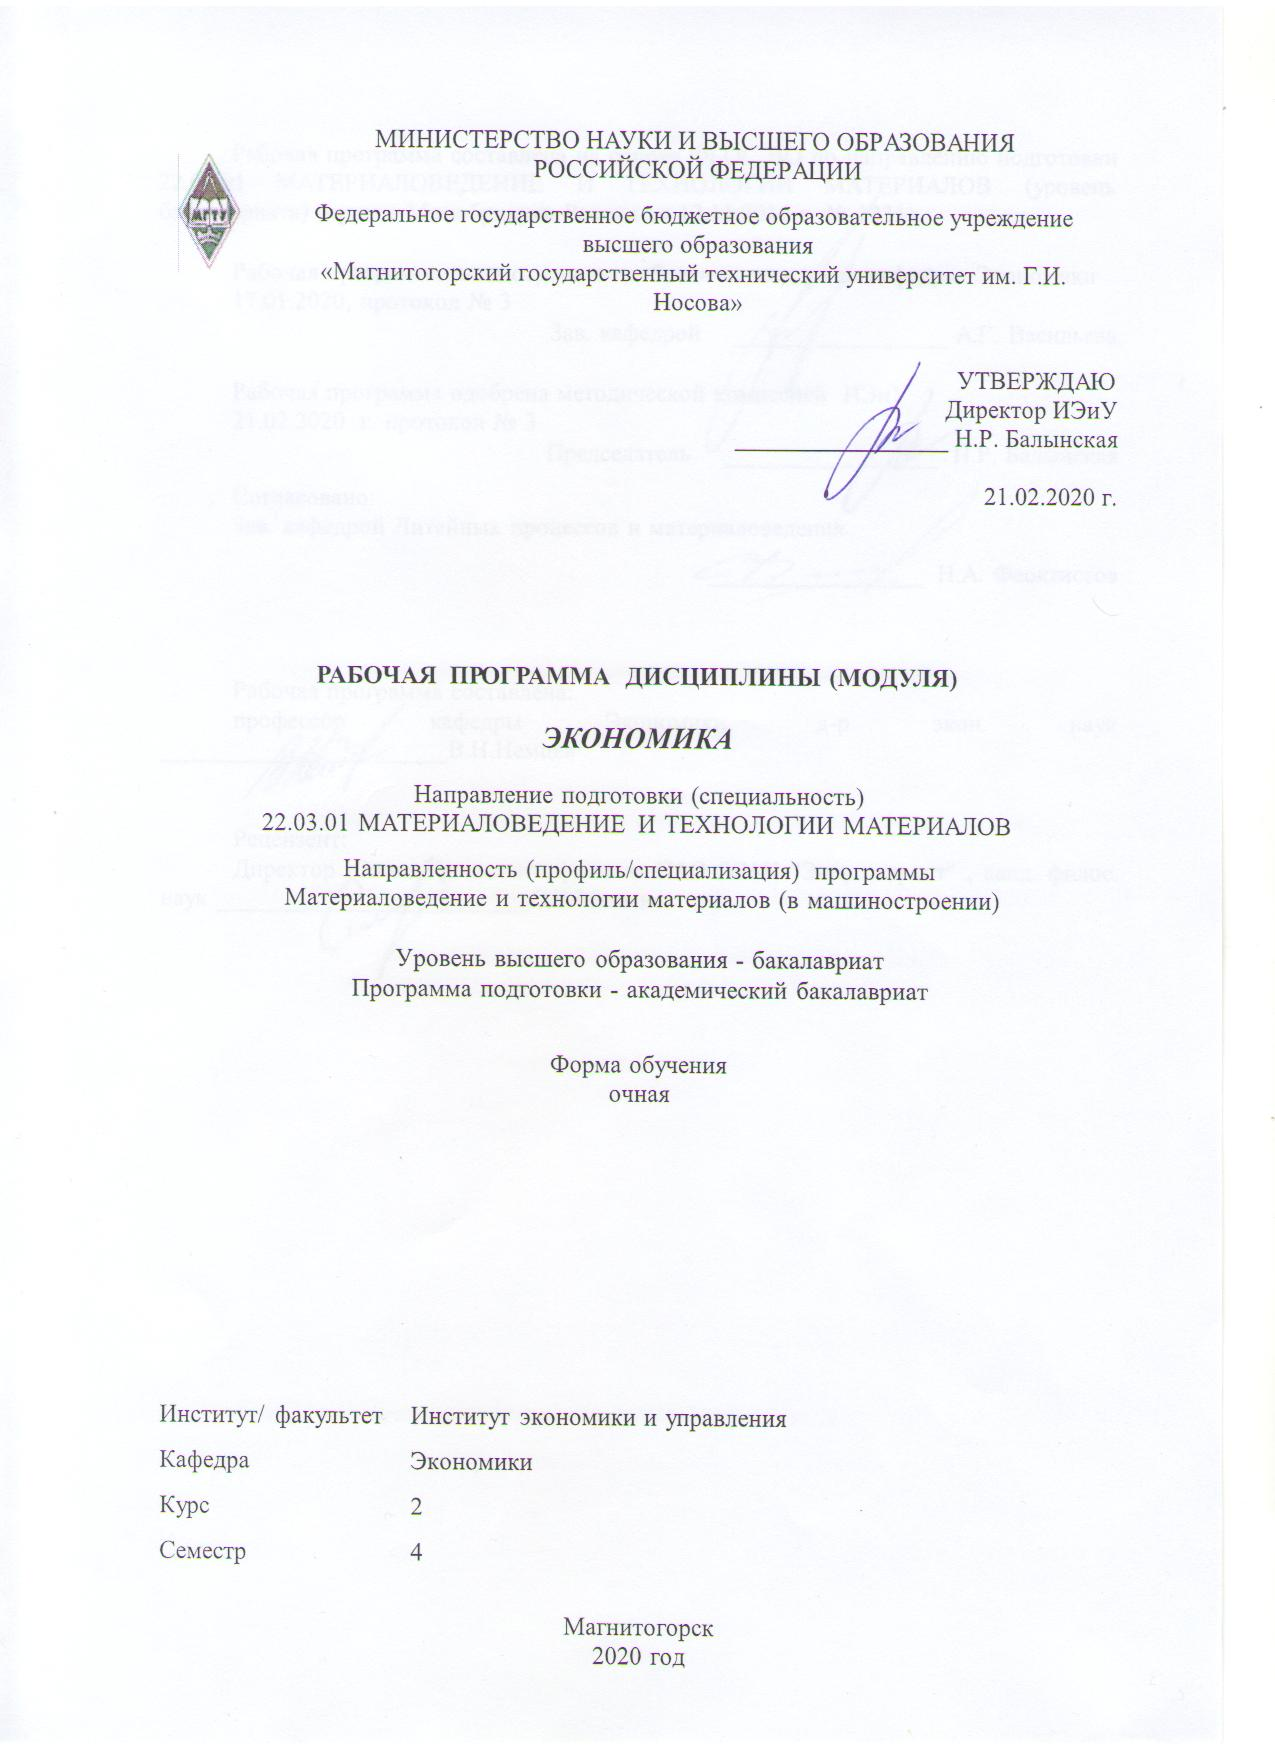 МИНИСТЕРСТВО НАУКИ И ВЫСШЕГО ОБРАЗОВАНИЯ
РОССИЙСКОЙ ФЕДЕРАЦИИ
МГТУ
Федеральное государственное бюджетное образовательное учреждение
высшего образования
«Магнитогорский государственный технический университет им. Г.И.
Носова»
УТВЕРЖДАЮ
Директор ИЭиУ
Н.Р. Балынская
21.02.2020 г.
РАБОЧАЯ ПРОГРАММА ДИСЦИПЛИНЫ (МОДУЛЯ)
ЭКОНОМИКА
Направление подготовки (специальность)
22.03.01 МАТЕРИАЛОВЕДЕНИЕ И ТЕХНОЛОГИИ МАТЕРИАЛОВ
Направленность (профиль/специализация) программы
Материаловедение и технологии материалов (в машиностроении)
Уровень высшего образования - бакалавриат
Программа подготовки - академический бакалавриат
Форма обучения
очная
Институт/ факультет Институт экономики и управления
Кафедра Экономики
Курс 2
Семестр 4
Магнитогорск
2020 год